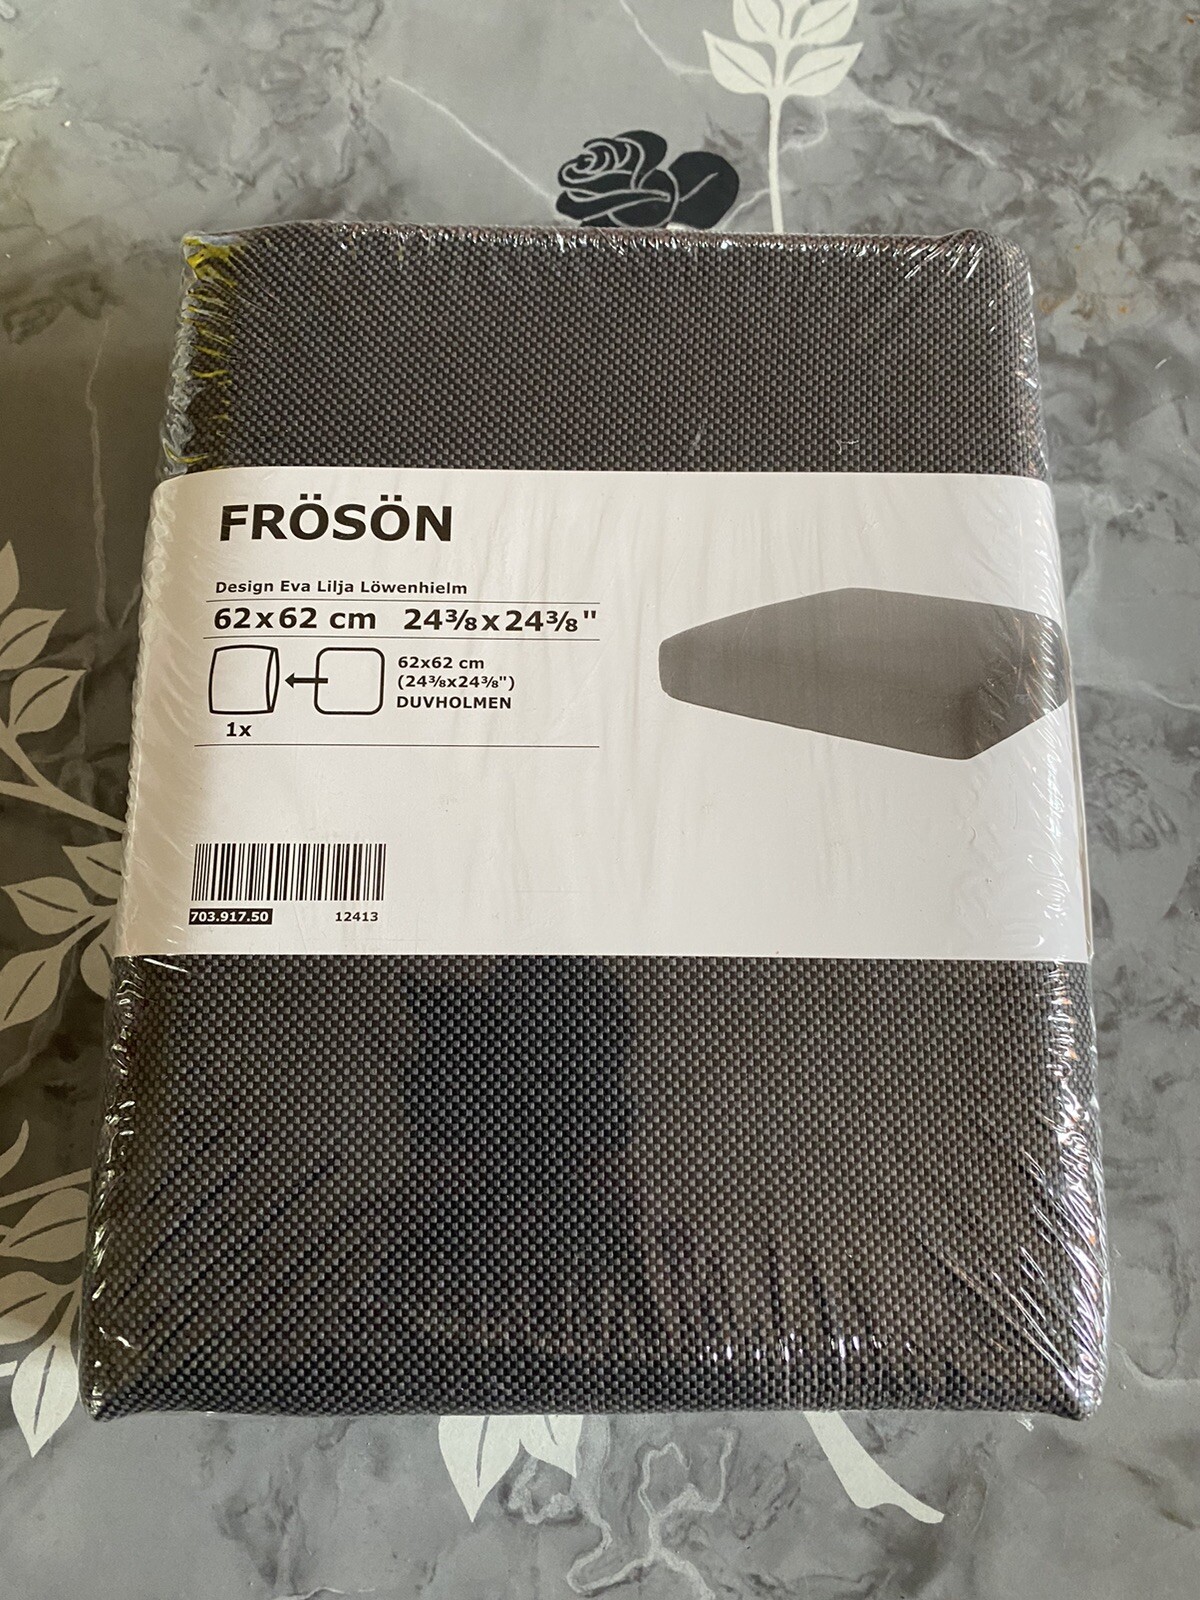 FRÖSÖN
Design Eva Lilja Löwenhielm
62x62 cm 24⅜x24⅜"
62x62 cm
(24⅜x24⅜")
DUVHOLMEN
1x
703.917.50 12413